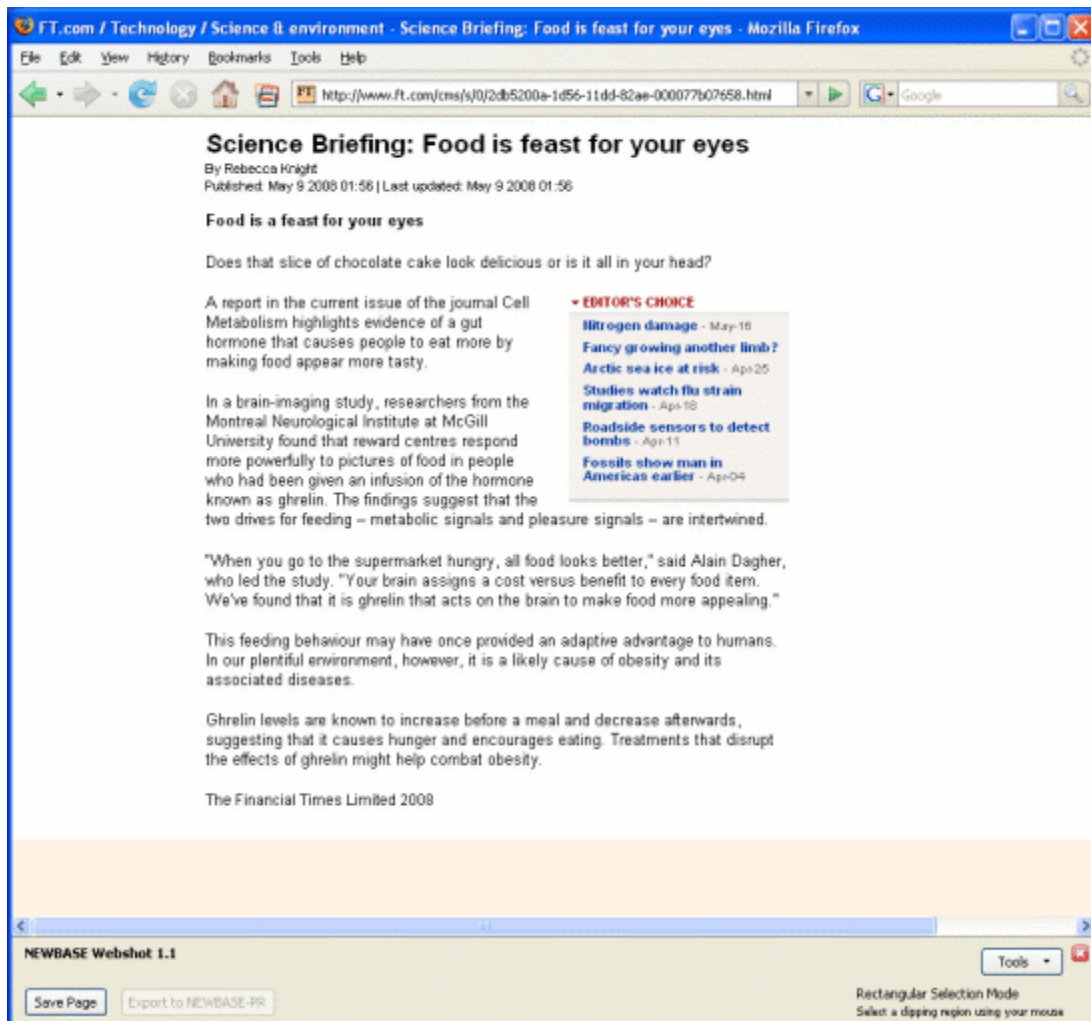 FT.com / Technology / Science & environment - Science Briefing: Food is feast for your eyes - Mozilla Firefox
File Edit View History Bookmarks Tools Help
http://www.ft.com/cms/s/0/2db5200a-1d56-11dd-82ae-000077b07658.html
Google
Science Briefing: Food is feast for your eyes
By Rebecca Knight
Published: May 9 2008 01:56 | Last updated: May 9 2008 01:56
Food is a feast for your eyes
Does that slice of chocolate cake look delicious or is it all in your head?
A report in the current issue of the journal Cell
Metabolism highlights evidence of a gut
hormone that causes people to eat more by
making food appear more tasty.
In a brain-imaging study, researchers from the
Montreal Neurological Institute at McGill
University found that reward centres respond
more powerfully to pictures of food in people
who had been given an infusion of the hormone
known as ghrelin. The findings suggest that the
two drives for feeding – metabolic signals and pleasure signals – are intertwined.
EDITOR'S CHOICE
Nitrogen damage - May-16
Fancy growing another limb?
Arctic sea ice at risk - Apr-25
Studies watch flu strain
migration - Apr-18
Roadside sensors to detect
bombs - Apr-11
Fossils show man in
Americas earlier - Apr-04
"When you go to the supermarket hungry, all food looks better," said Alain Dagher,
who led the study. "Your brain assigns a cost versus benefit to every food item.
We've found that it is ghrelin that acts on the brain to make food more appealing."
This feeding behaviour may have once provided an adaptive advantage to humans.
In our plentiful environment, however, it is a likely cause of obesity and its
associated diseases.
Ghrelin levels are known to increase before a meal and decrease afterwards,
suggesting that it causes hunger and encourages eating. Treatments that disrupt
the effects of ghrelin might help combat obesity.
The Financial Times Limited 2008
NEWBASE Webshot 1.1
Tools
Save Page
Export to NEWBASE-PR
Rectangular Selection Mode
Select a clipping region using your mouse